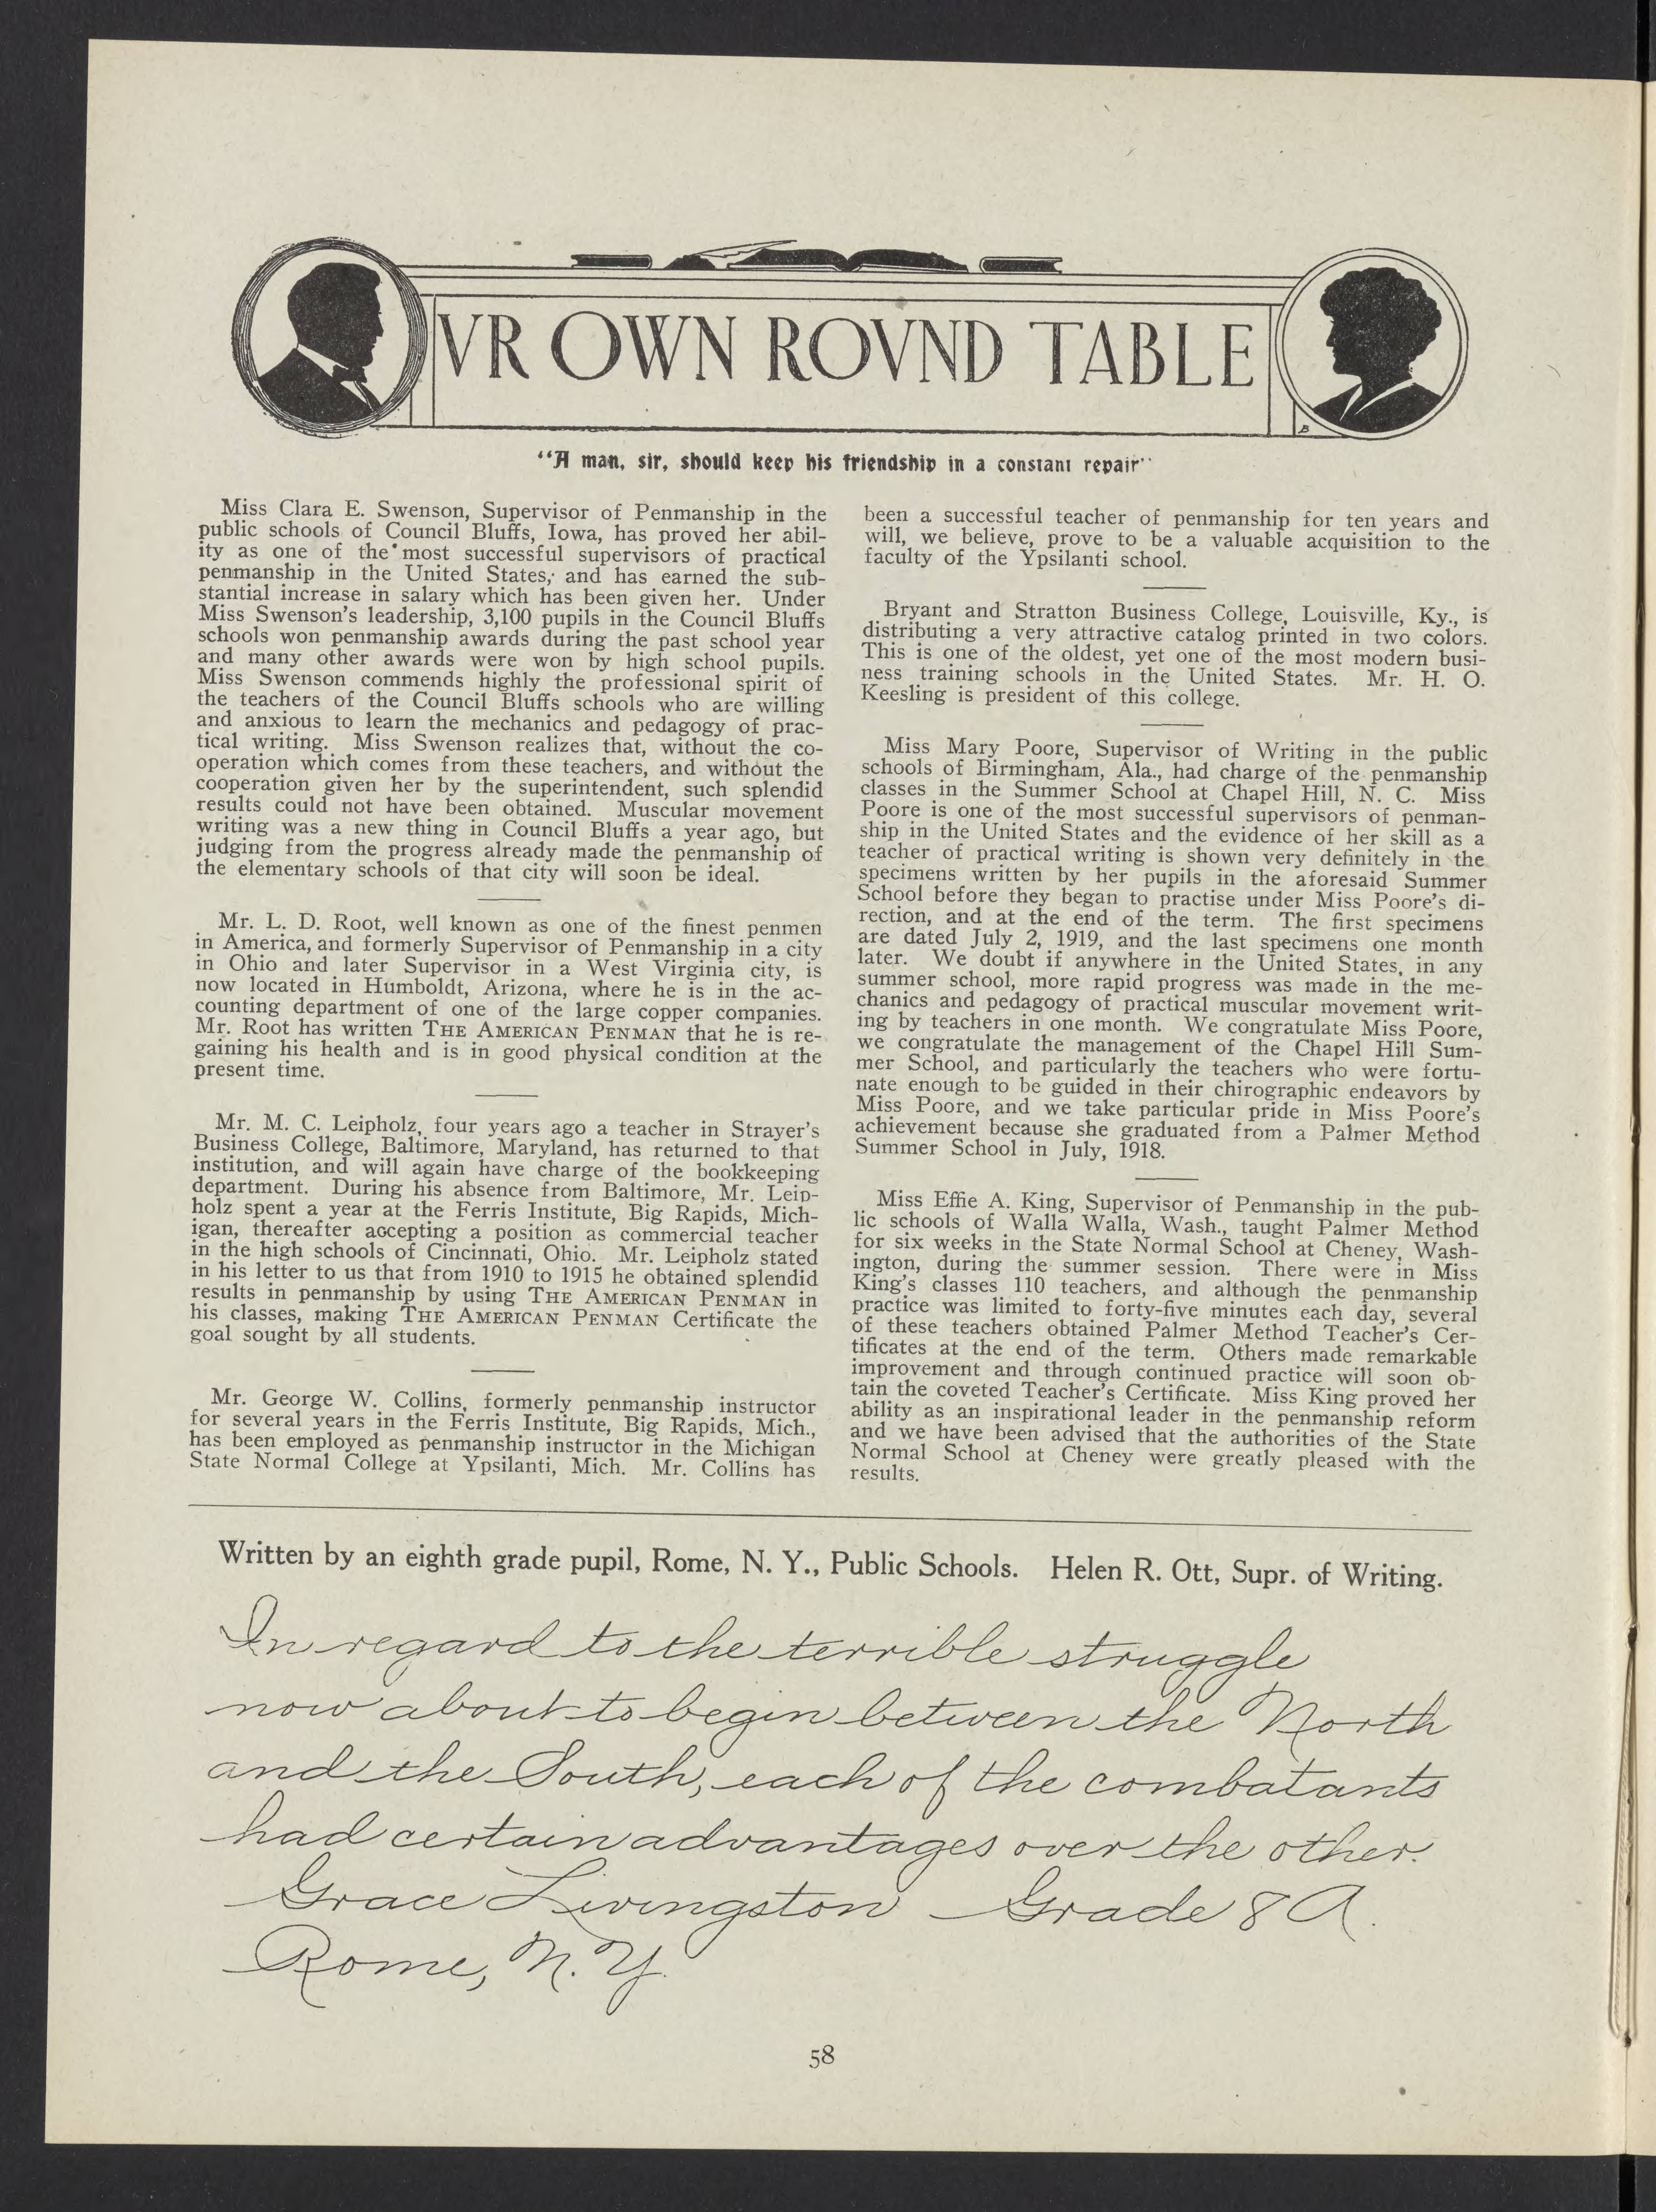 VR OWN ROVND TABLE
"A man, sir, should keep his friendship in a constant repair"
Miss Clara E. Swenson, Supervisor of Penmanship in the
public schools of Council Bluffs, Iowa, has proved her abil-
ity as one of the most successful supervisors of practical
penmanship in the United States, and has earned the sub-
stantial increase in salary which has been given her. Under
Miss Swenson's leadership, 3,100 pupils in the Council Bluffs
schools won penmanship awards during the past school year
and many other awards were won by high school pupils.
Miss Swenson commends highly the professional spirit of
the teachers of the Council Bluffs schools who are willing
and anxious to learn the mechanics and pedagogy of prac-
tical writing. Miss Swenson realizes that, without the co-
operation which comes from these teachers, and without the
cooperation given her by the superintendent, such splendid
results could not have been obtained. Muscular movement
writing was a new thing in Council Bluffs a year ago, but
judging from the progress already made the penmanship of
the elementary schools of that city will soon be ideal.
Mr. L. D. Root, well known as one of the finest penmen
in America, and formerly Supervisor of Penmanship in a city
in Ohio and later Supervisor in a West Virginia city, is
now located in Humboldt, Arizona, where he is in the ac-
counting department of one of the large copper companies.
Mr. Root has written THE AMERICAN PENMAN that he is re-
gaining his health and is in good physical condition at the
present time.
Mr. M. C. Leipholz, four years ago a teacher in Strayer's
Business College, Baltimore, Maryland, has returned to that
institution, and will again have charge of the bookkeeping
department. During his absence from Baltimore, Mr. Leip-
holz spent a year at the Ferris Institute, Big Rapids, Mich-
igan, thereafter accepting a position as commercial teacher
in the high schools of Cincinnati, Ohio. Mr. Leipholz stated
in his letter to us that from 1910 to 1915 he obtained splendid
results in penmanship by using THE AMERICAN PENMAN in
his classes, making THE AMERICAN PENMAN Certificate the
goal sought by all students.
Mr. George W. Collins, formerly penmanship instructor
for several years in the Ferris Institute, Big Rapids, Mich.,
has been employed as penmanship instructor in the Michigan
State Normal College at Ypsilanti, Mich. Mr. Collins has
been a successful teacher of penmanship for ten years and
will, we believe, prove to be a valuable acquisition to the
faculty of the Ypsilanti school.
Bryant and Stratton Business College, Louisville, Ky., is
distributing a very attractive catalog printed in two colors.
This is one of the oldest, yet one of the most modern busi-
ness training schools in the United States. Mr. H. O.
Keesling is president of this college.
Miss Mary Poore, Supervisor of Writing in the public
schools of Birmingham, Ala., had charge of the penmanship
classes in the Summer School at Chapel Hill, N. C. Miss
Poore is one of the most successful supervisors of penman-
ship in the United States and the evidence of her skill as a
teacher of practical writing is shown very definitely in the
specimens written by her pupils in the aforesaid Summer
School before they began to practise under Miss Poore's di-
rection, and at the end of the term. The first specimens
are dated July 2, 1919, and the last specimens one month
later. We doubt if anywhere in the United States, in any
summer school, more rapid progress was made in the me-
chanics and pedagogy of practical muscular movement writ-
ing by teachers in one month. We congratulate Miss Poore,
we congratulate the management of the Chapel Hill Sum-
mer School, and particularly the teachers who were fortu-
nate enough to be guided in their chirographic endeavors by
Miss Poore, and we take particular pride in Miss Poore's
achievement because she graduated from a Palmer Method
Summer School in July, 1918.
Miss Effie A. King, Supervisor of Penmanship in the pub-
lic schools of Walla Walla, Wash., taught Palmer Method
for six weeks in the State Normal School at Cheney, Wash-
ington, during the summer session. There were in Miss
King's classes 110 teachers, and although the penmanship
practice was limited to forty-five minutes each day, several
of these teachers obtained Palmer Method Teacher's Cer-
tificates at the end of the term. Others made remarkable
improvement and through continued practice will soon ob-
tain the coveted Teacher's Certificate. Miss King proved her
ability as an inspirational leader in the penmanship reform
and we have been advised that the authorities of the State
Normal School at Cheney were greatly pleased with the
results.
Written by an eighth grade pupil, Rome, N. Y., Public Schools. Helen R. Ott, Supr. of Writing.
In regard to the terrible struggle
now about to begin between the North
and the South, each of the combatants
had certain advantages over the other.
Grace Livingston Grade 8 A.
Rome, N. Y.
58